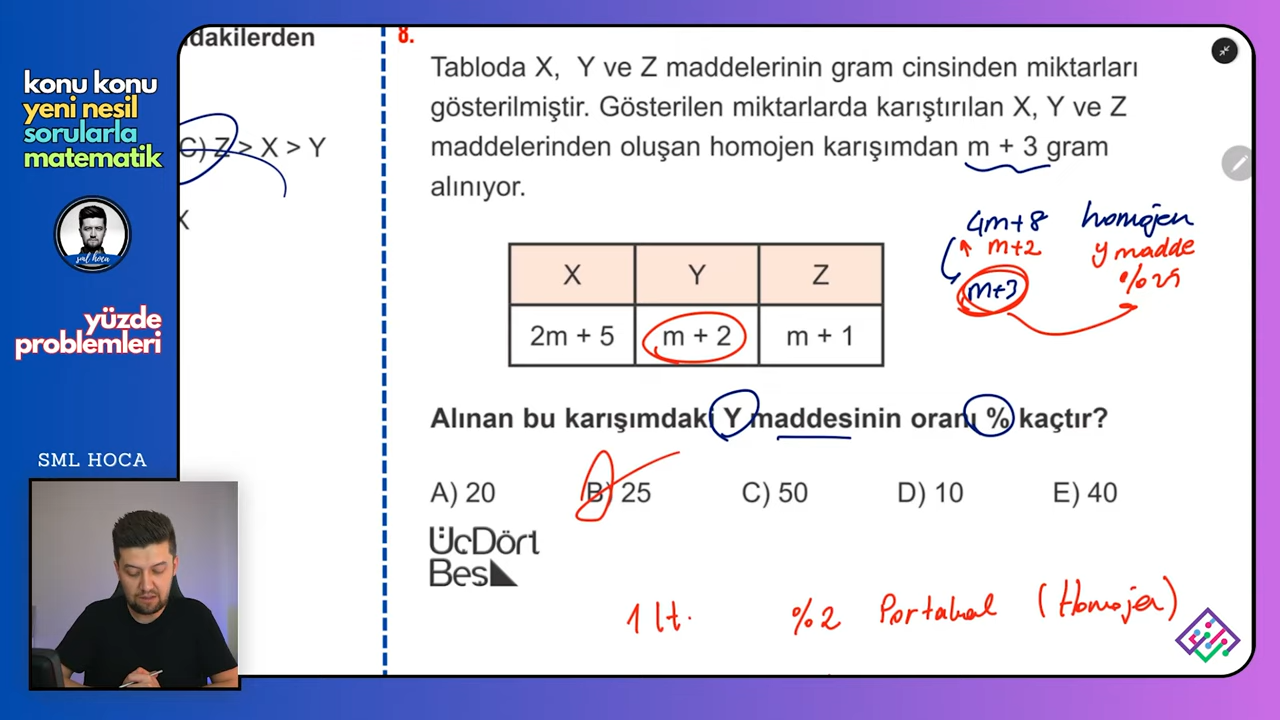 konu konu
yeni nesil
sorularla
matematik
sml hoca
yüzde
problemleri
SML HOCA
dakilerden
C) Z > X > Y
X
8.
Tabloda X, Y ve Z maddelerinin gram cinsinden miktarları
gösterilmiştir. Gösterilen miktarlarda karıştırılan X, Y ve Z
maddelerinden oluşan homojen karışımdan m + 3 gram
alınıyor.
4m+8 homojen
m+2 y madde
m+3 %25
X Y Z
2m + 5 m + 2 m + 1
Alınan bu karışımdaki Y maddesinin oranı % kaçtır?
A) 20 B) 25 C) 50 D) 10 E) 40
ÜçDört
Beş
1 lt. %2 Portakal (Homojen)